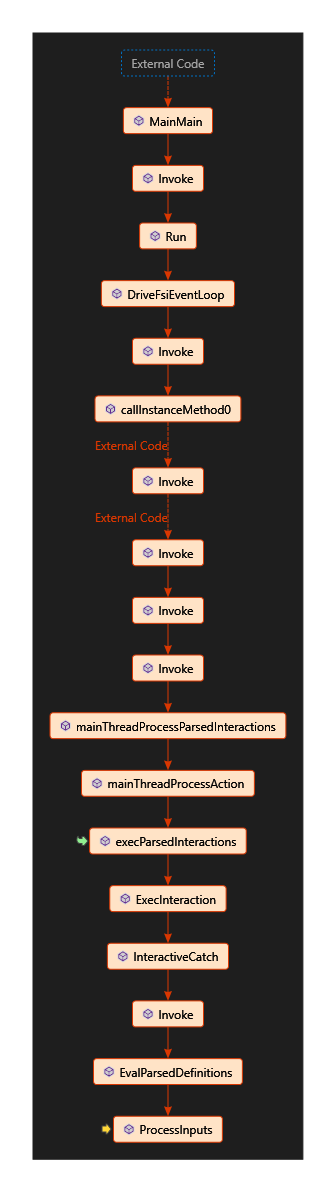 External Code
MainMain
Invoke
Run
DriveFsiEventLoop
Invoke
callInstanceMethod0
External Code
Invoke
External Code
Invoke
Invoke
Invoke
mainThreadProcessParsedInteractions
mainThreadProcessAction
execParsedInteractions
ExecInteraction
InteractiveCatch
Invoke
EvalParsedDefinitions
ProcessInputs